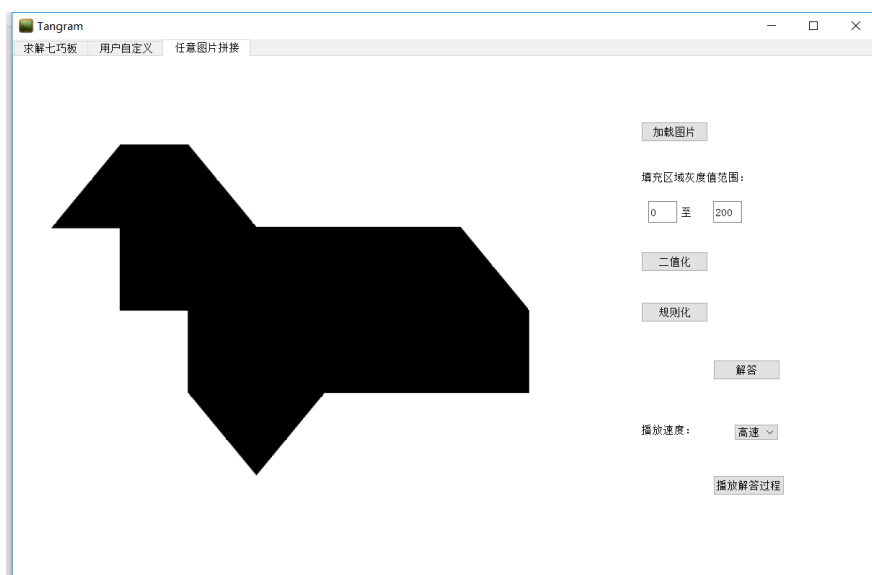 Tangram
求解七巧板 用户自定义 任意图片拼接
加载图片
填充区域灰度值范围：
0 至 200
二值化
规则化
解答
播放速度： 高速
播放解答过程